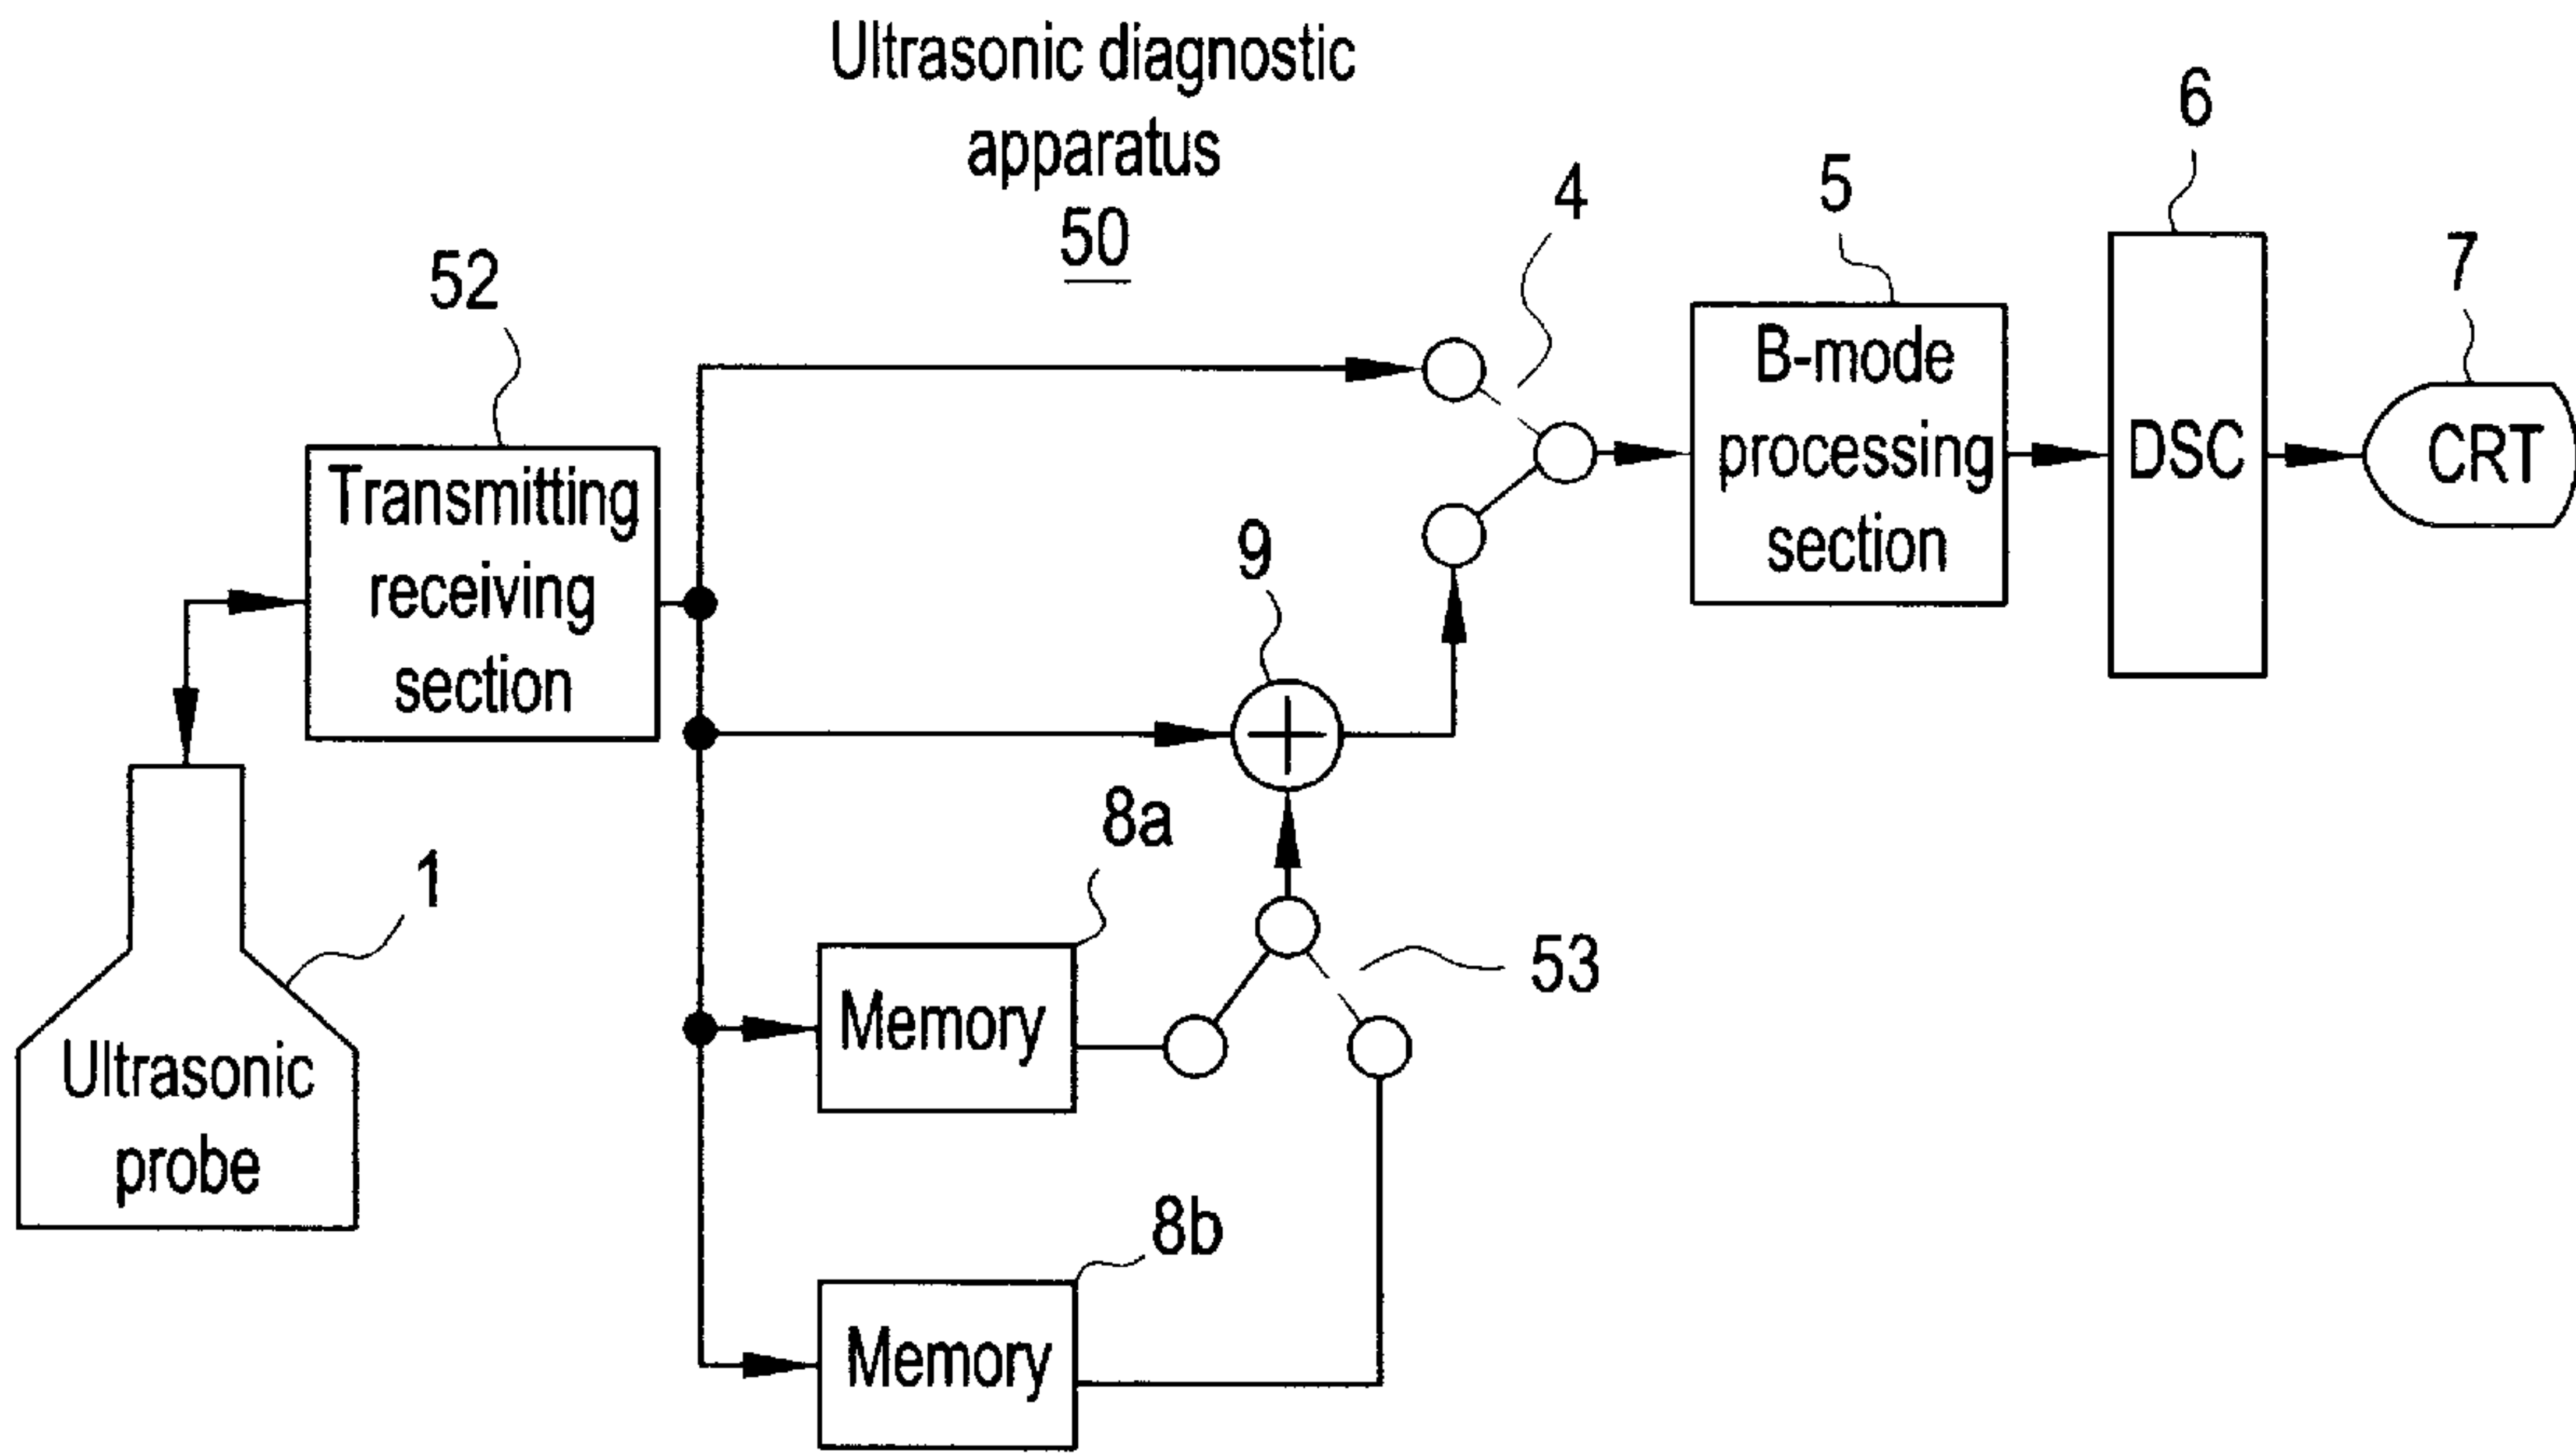 Ultrasonic diagnostic
apparatus
50
6
4
5
7
52
B-mode
processing
section
DSC
CRT
Transmitting
receiving
section
9
8a
1
53
Memory
Ultrasonic
probe
8b
Memory